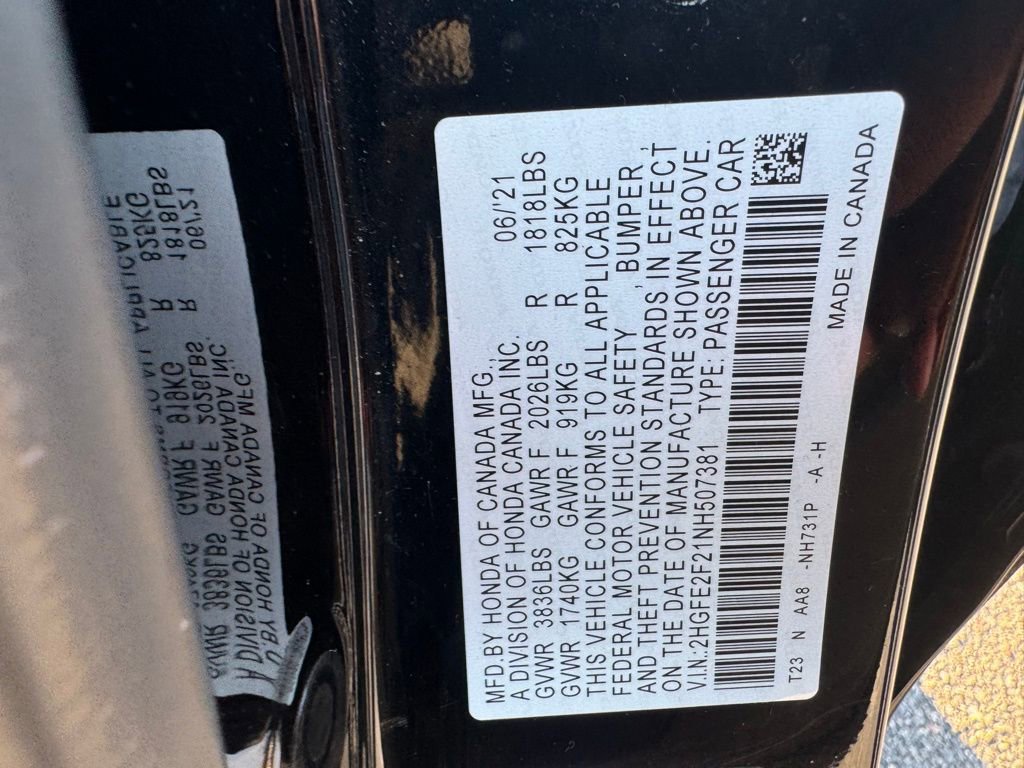 MFD.BY HONDA OF CANADA MFG. 06/21
A DIVISION OF HONDA CANADA INC.
GVWR 3836LBS GAWR F 2026LBS R 1818LBS
GVWR 1740KG GAWR F 919KG R 825KG
THIS VEHICLE CONFORMS TO ALL APPLICABLE
FEDERAL MOTOR VEHICLE SAFETY, BUMPER,
AND THEFT PREVENTION STANDARDS IN EFFECT
ON THE DATE OF MANUFACTURE SHOWN ABOVE.
V.I.N.:2HGFE2F21NH507381 TYPE: PASSENGER CAR
T23 N AA8 -NH731P -A -H MADE IN CANADA